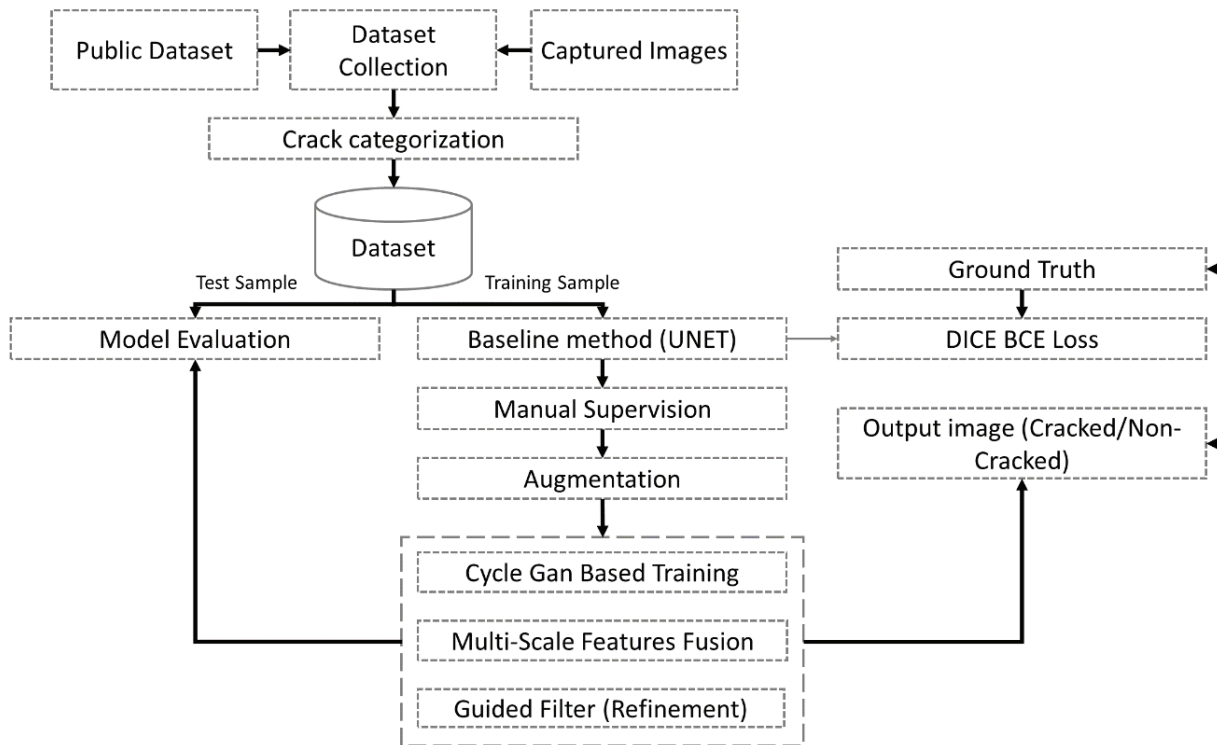 Public Dataset
Dataset
Collection
Captured Images
Crack categorization
Dataset
Test Sample
Training Sample
Ground Truth
Model Evaluation
Baseline method (UNET)
DICE BCE Loss
Manual Supervision
Output image (Cracked/Non-
Cracked)
Augmentation
Cycle Gan Based Training
Multi-Scale Features Fusion
Guided Filter (Refinement)